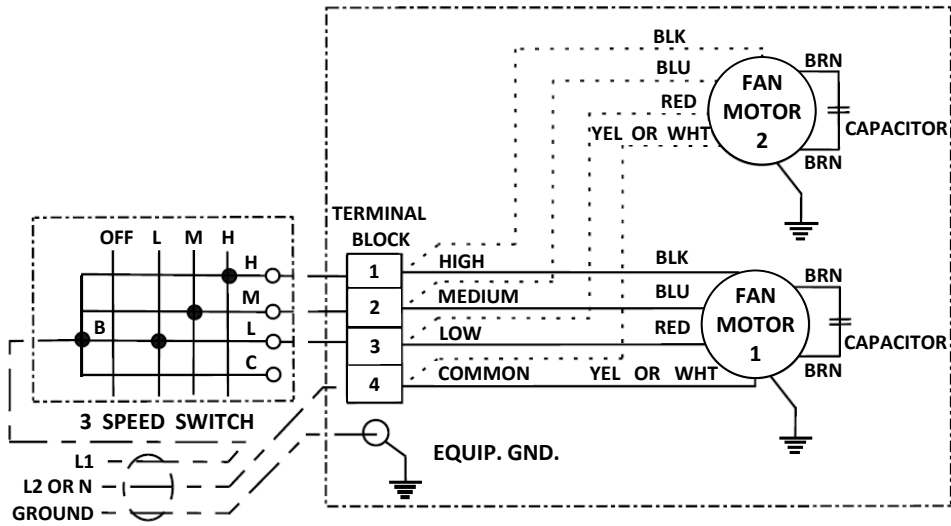 BLK
BLU
RED
YEL OR WHT
FAN
MOTOR
2
BRN
CAPACITOR
BRN
OFF L M H
H
M
B
L
C
3 SPEED SWITCH
TERMINAL
BLOCK
1
2
3
4
HIGH
MEDIUM
LOW
COMMON
BLK
BLU
RED
YEL OR WHT
FAN
MOTOR
1
BRN
CAPACITOR
BRN
EQUIP. GND.
L1
L2 OR N
GROUND